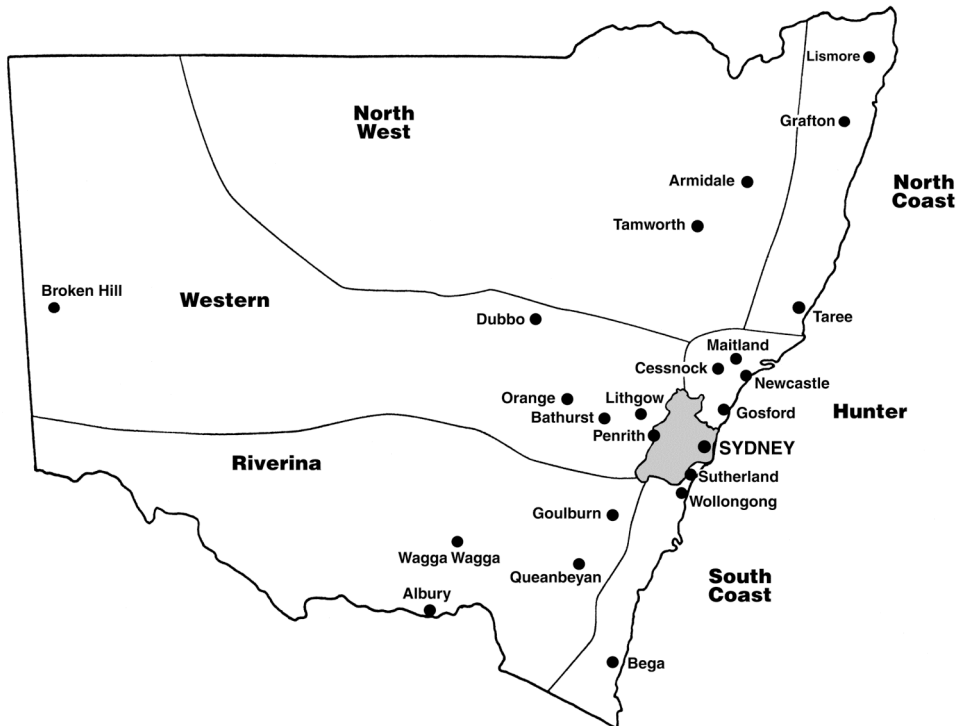 Lismore
North
West
Grafton
Armidale
North
Coast
Tamworth
Broken Hill
Western
Dubbo
Taree
Maitland
Cessnock
Newcastle
Orange
Lithgow
Gosford
Hunter
Bathurst
Penrith
SYDNEY
Riverina
Sutherland
Wollongong
Goulburn
Wagga Wagga
Queanbeyan
South
Coast
Albury
Bega